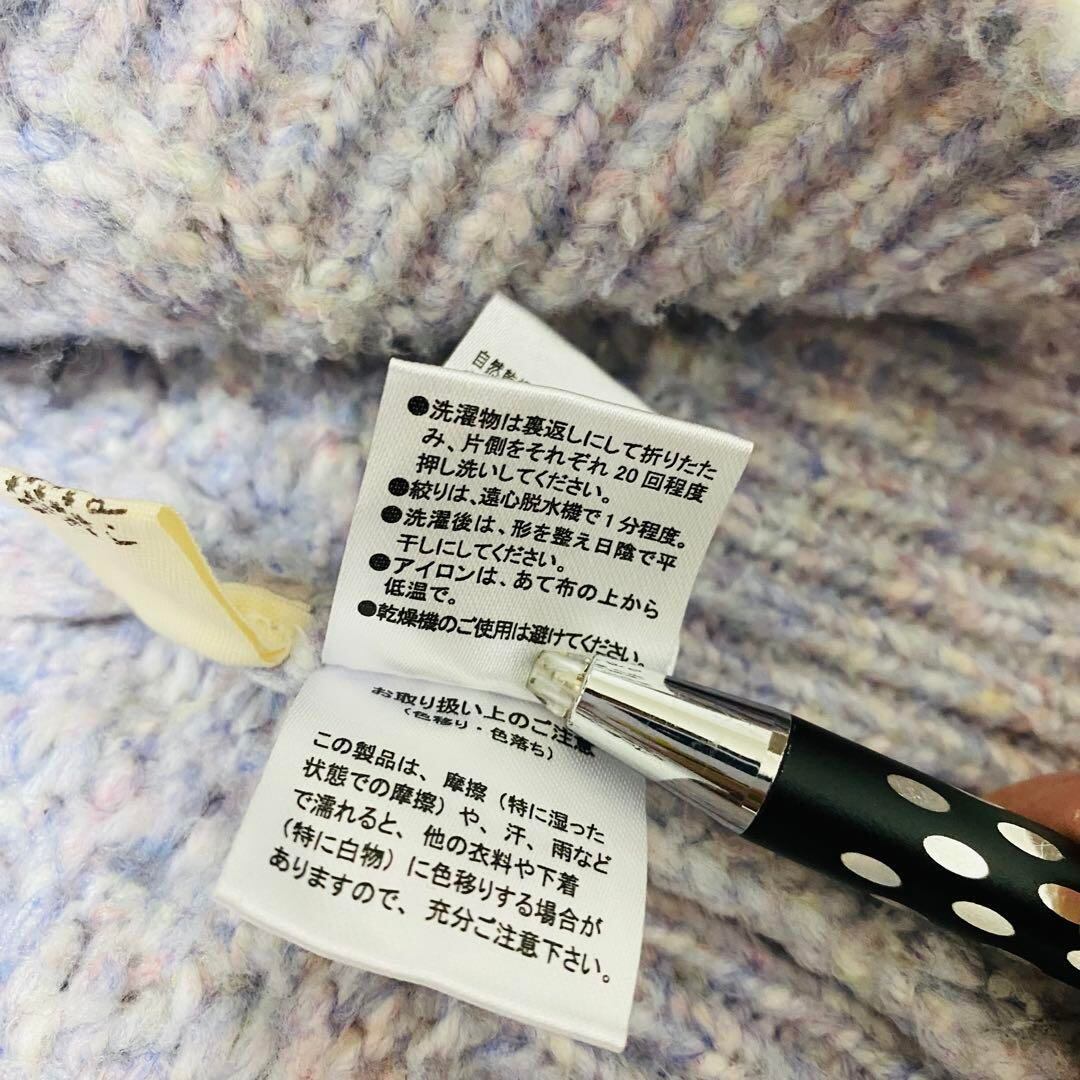 自然
●洗濯物は裏返しにして折りたた
み、片側をそれぞれ 20 回程度
押し洗いしてください。
●絞りは、遠心脱水機で1分程度。
●洗濯後は、形を整え日陰で平
干しにしてください。
●アイロンは、あて布の上から
低温で。
●乾燥機のご使用は避けてください。
お取り扱い上のご注意
(色移り・色落ち)
この製品は、摩擦(特に湿った
状態での摩擦)や、汗、雨など
で濡れると、他の衣料や下着
(特に白物)に色移りする場合が
ありますので、充分ご注意下さい。